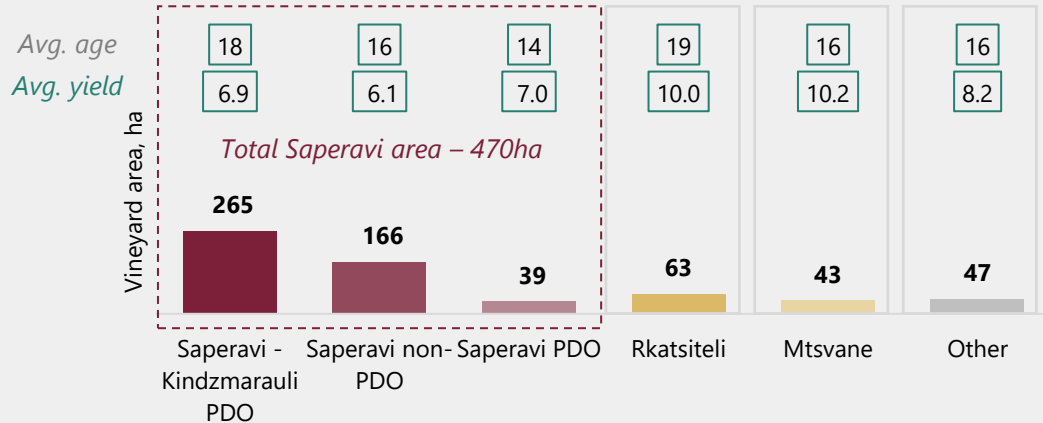 Avg. age 18 16 14 19 16 16
Avg. yield 6.9 6.1 7.0 10.0 10.2 8.2
Total Saperavi area – 470ha
Vineyard area, ha
265 166 39 63 43 47
Saperavi - Saperavi non- Saperavi PDO Rkatsiteli Mtsvane Other
Kindzmarauli PDO
PDO